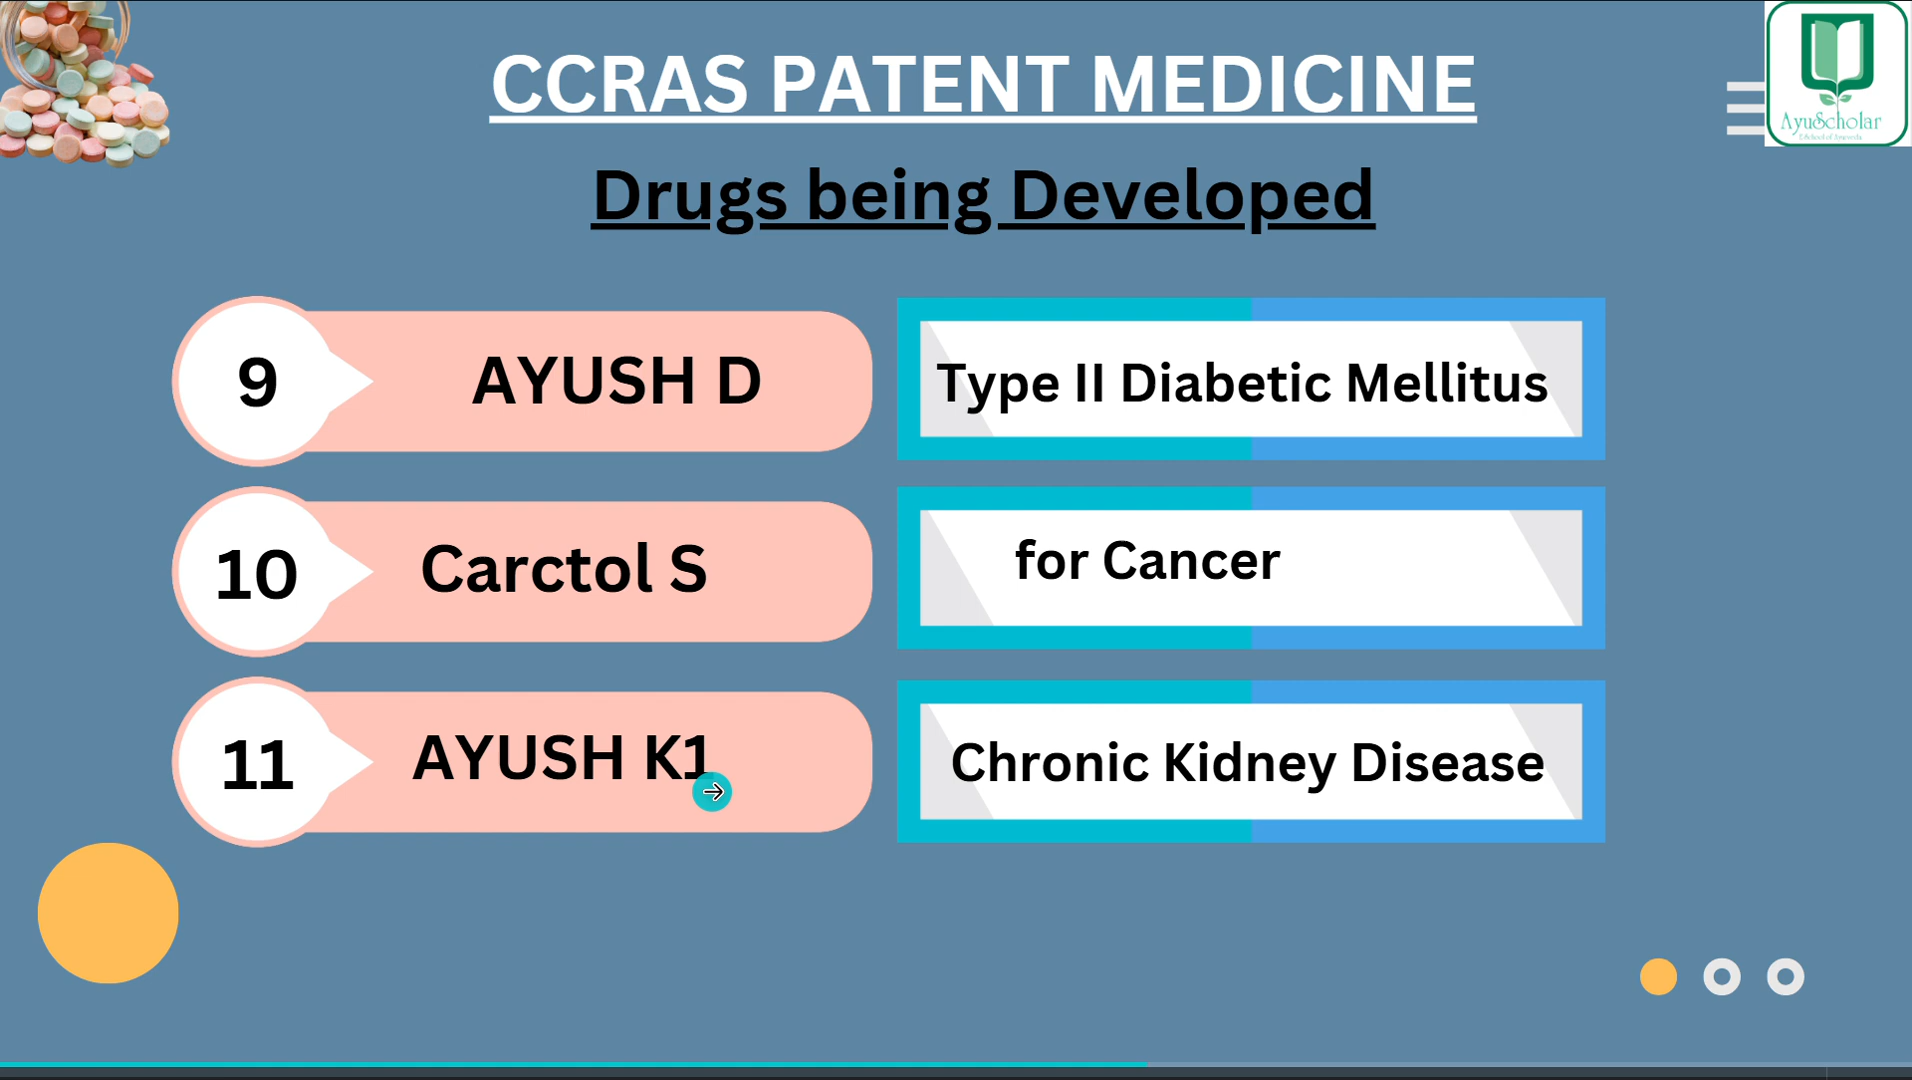 CCRAS PATENT MEDICINE
AyuScholar
Drugs being Developed
9
AYUSH D
Type II Diabetic Mellitus
10
Carctol S
for Cancer
11
AYUSH K1
Chronic Kidney Disease